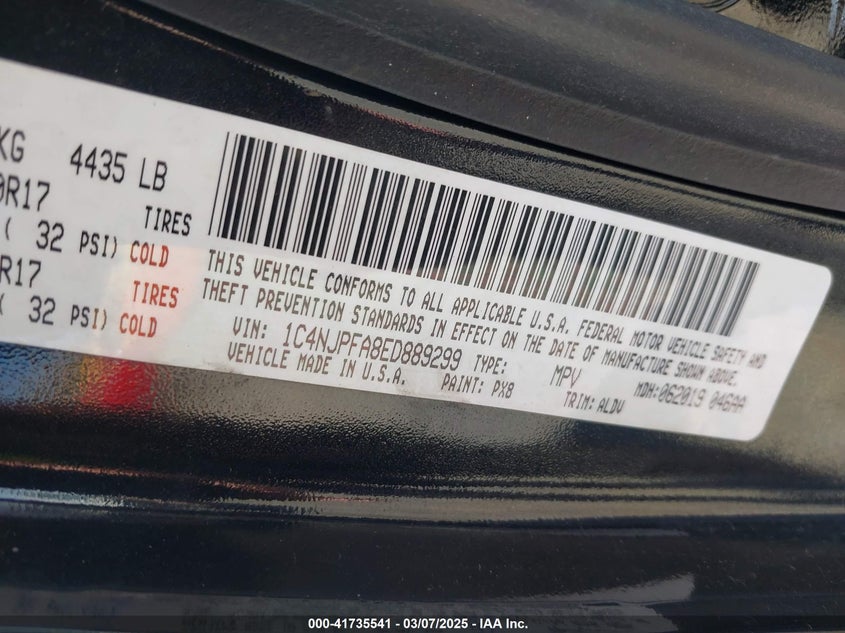 KG 4435 LB
0R17 TIRES
( 32 PSI) COLD
R17 TIRES
( 32 PSI) COLD
THIS VEHICLE CONFORMS TO ALL APPLICABLE U.S.A. FEDERAL MOTOR VEHICLE SAFETY AND
THEFT PREVENTION STANDARDS IN EFFECT ON THE DATE OF MANUFACTURE SHOWN ABOVE.
VIN: 1C4NJPFA8ED889299 TYPE: MPV MDH:062019 046AA
VEHICLE MADE IN U.S.A. PAINT: PX8 TRIM: ALDV
000-41735541 - 03/07/2025 - IAA Inc.